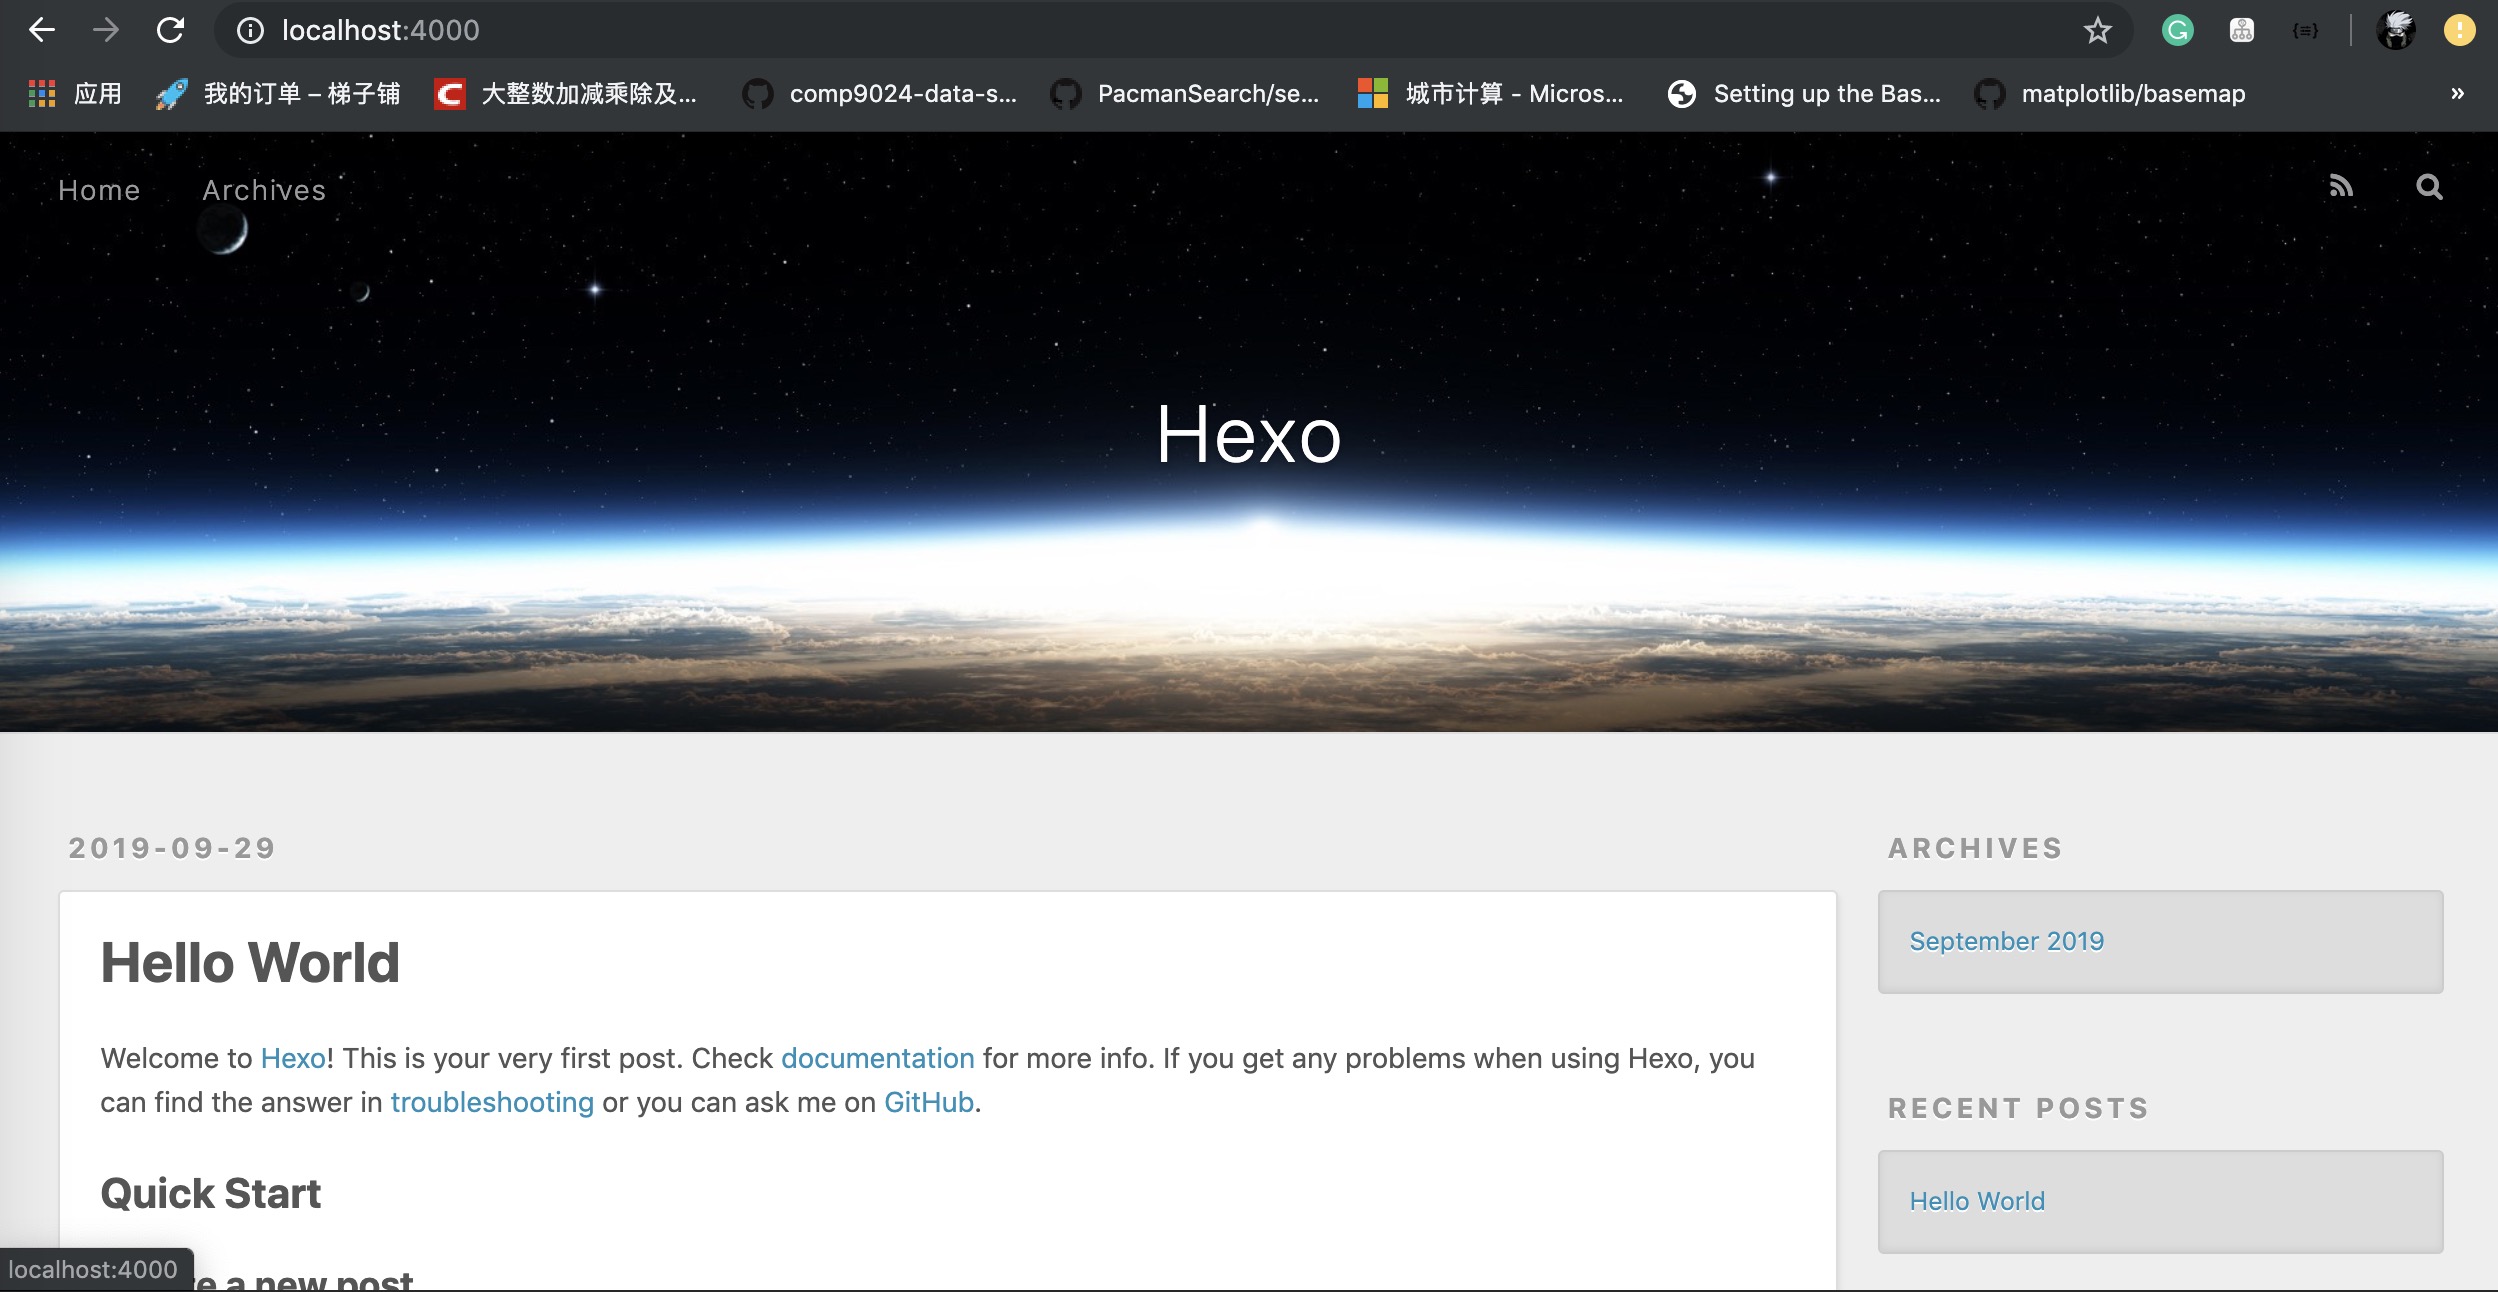 localhost:4000
应用
我的订单 – 梯子铺
大整数加减乘除及...
comp9024-data-s...
PacmanSearch/se...
城市计算 - Micros...
Setting up the Bas...
matplotlib/basemap
»
Home
Archives
Hexo
2019-09-29
ARCHIVES
Hello World
September 2019
Welcome to Hexo! This is your very first post. Check documentation for more info. If you get any problems when using Hexo, you
can find the answer in troubleshooting or you can ask me on GitHub.
RECENT POSTS
Quick Start
Hello World
localhost:4000
e a new post